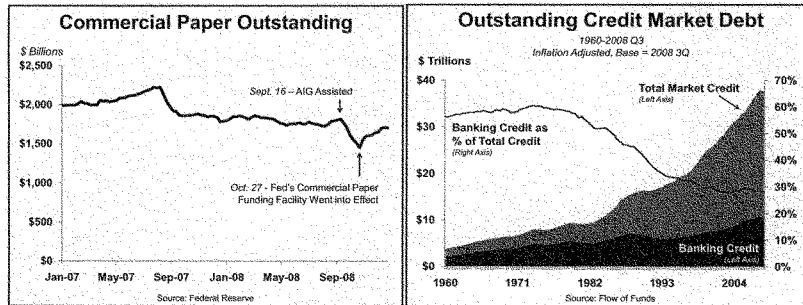 Commercial Paper Outstanding
$ Billions
$2,500
$2,000
$1,500
$1,000
$500
$0
Sept. 16 – AIG Assisted
Oct. 27 - Fed's Commercial Paper
Funding Facility Went into Effect
Jan-07 May-07 Sep-07 Jan-08 May-08 Sep-08
Source: Federal Reserve
Outstanding Credit Market Debt
1960-2008 Q3
Inflation Adjusted, Base = 2008 3Q
$ Trillions
$40
$30
$20
$10
$0
Total Market Credit
(Left Axis)
Banking Credit as
% of Total Credit
(Right Axis)
Banking Credit
(Left Axis)
70%
60%
50%
40%
30%
20%
10%
0%
1960 1971 1982 1993 2004
Source: Flow of Funds